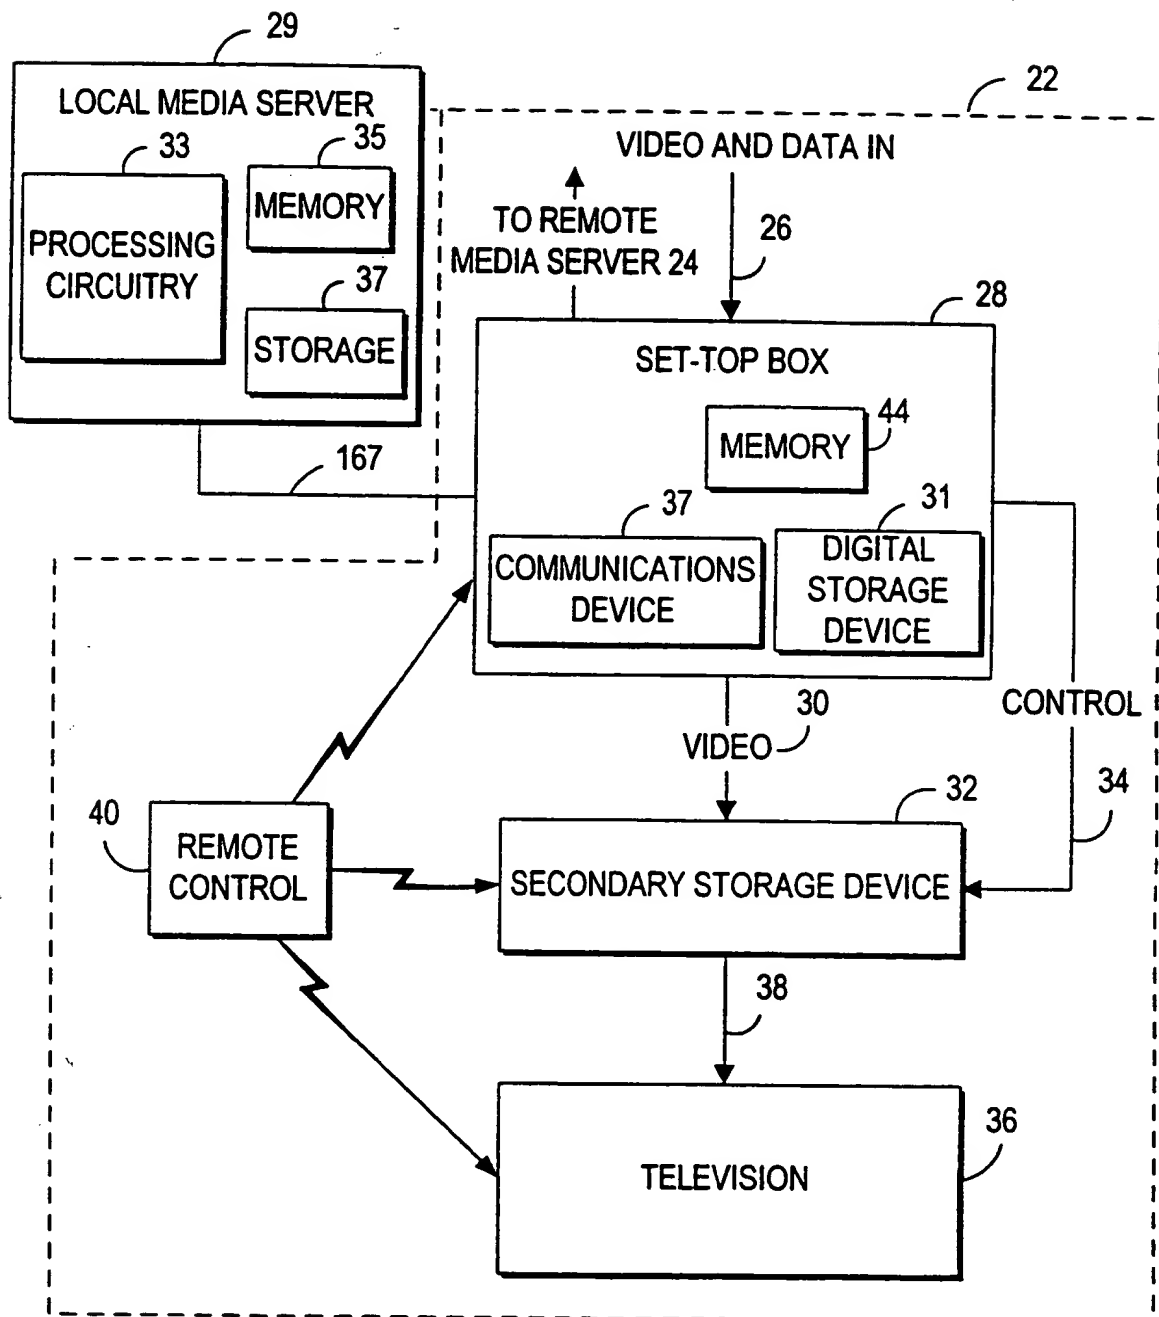 29
LOCAL MEDIA SERVER
33
35
PROCESSING
CIRCUITRY
MEMORY
37
STORAGE
22
VIDEO AND DATA IN
TO REMOTE
MEDIA SERVER 24
26
28
SET-TOP BOX
MEMORY
44
167
37
COMMUNICATIONS
DEVICE
31
DIGITAL
STORAGE
DEVICE
CONTROL
30
VIDEO
34
40
REMOTE
CONTROL
32
SECONDARY STORAGE DEVICE
38
36
TELEVISION